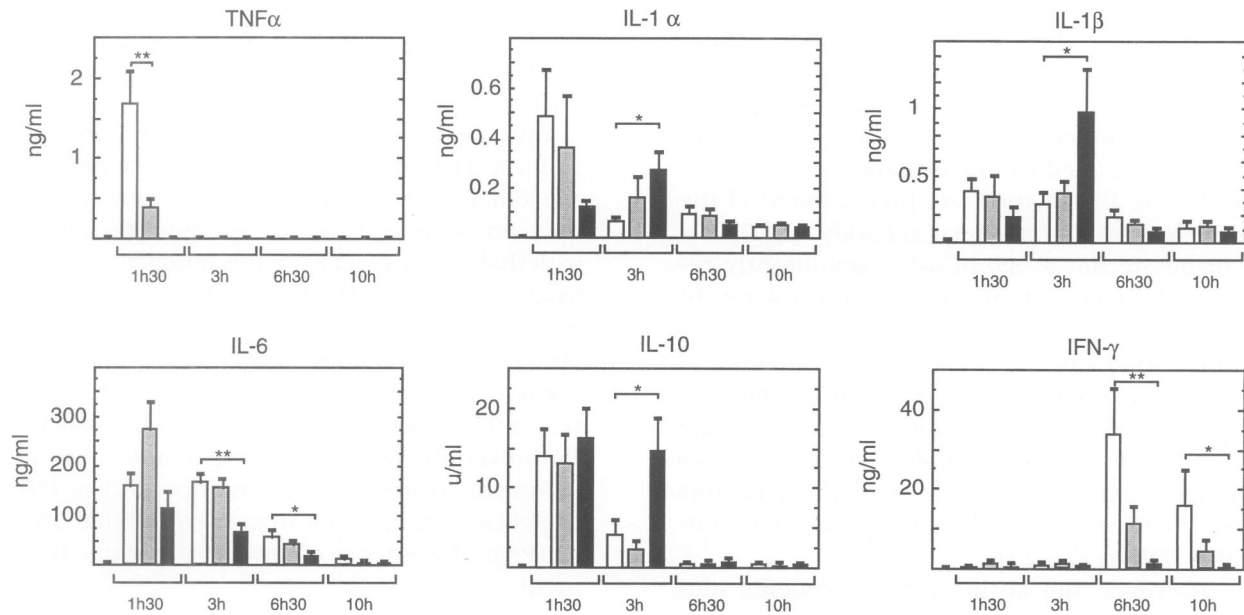 TNFα
**
2
1
ng/ml
1h30 3h 6h30 10h
IL-1 α
*
0.6
0.4
0.2
ng/ml
1h30 3h 6h30 10h
IL-1β
*
1
0.5
ng/ml
1h30 3h 6h30 10h
IL-6
**
*
300
200
150
100
ng/ml
1h30 3h 6h30 10h
IL-10
*
20
10
u/ml
1h30 3h 6h30 10h
IFN-γ
**
*
40
20
ng/ml
1h30 3h 6h30 10h